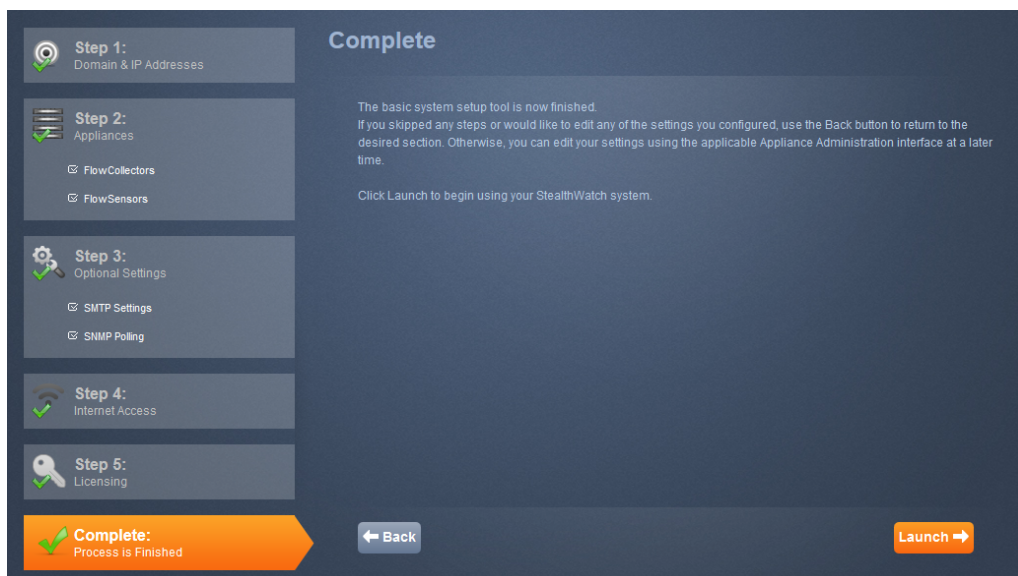 Step 1:
Domain & IP Addresses
Step 2:
Appliances
FlowCollectors
FlowSensors
Step 3:
Optional Settings
SMTP Settings
SNMP Polling
Step 4:
Internet Access
Step 5:
Licensing
Complete:
Process is Finished
Complete
The basic system setup tool is now finished.
If you skipped any steps or would like to edit any of the settings you configured, use the Back button to return to the
desired section. Otherwise, you can edit your settings using the applicable Appliance Administration interface at a later
time.
Click Launch to begin using your StealthWatch system.
Back
Launch